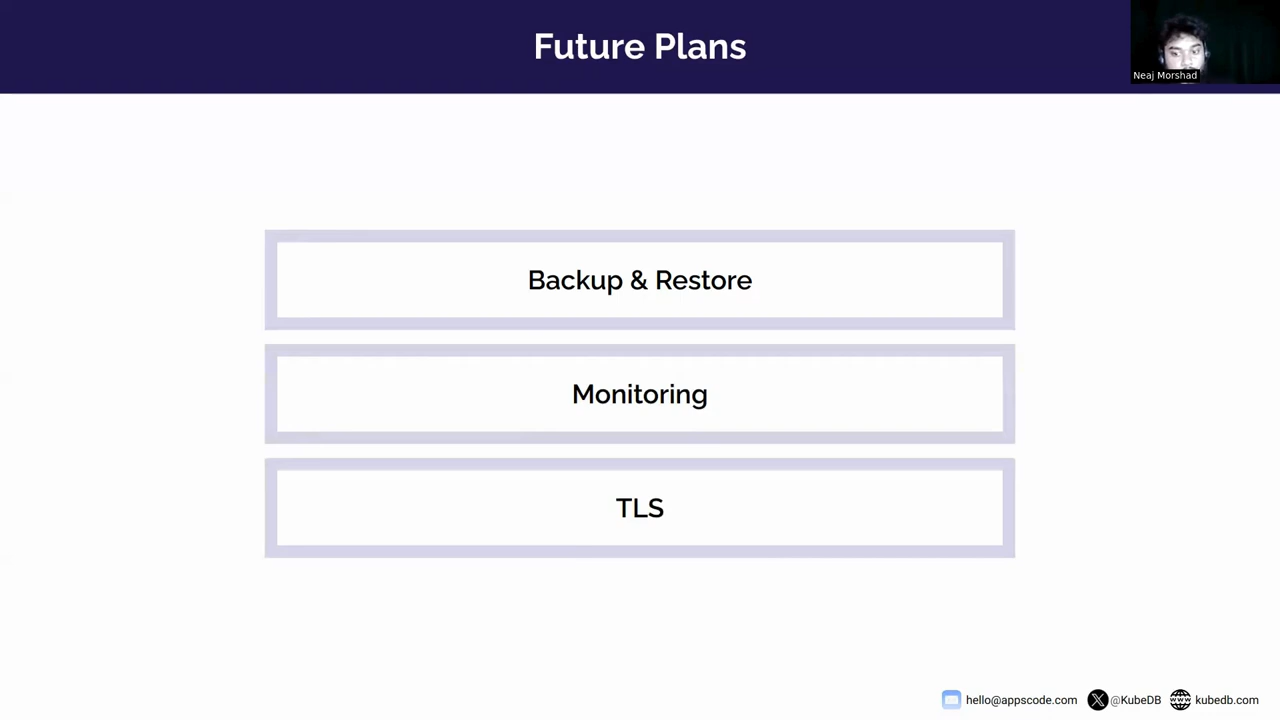 Future Plans
Neaj Morshad
Backup & Restore
Monitoring
TLS
hello@appscode.com @KubeDB kubedb.com